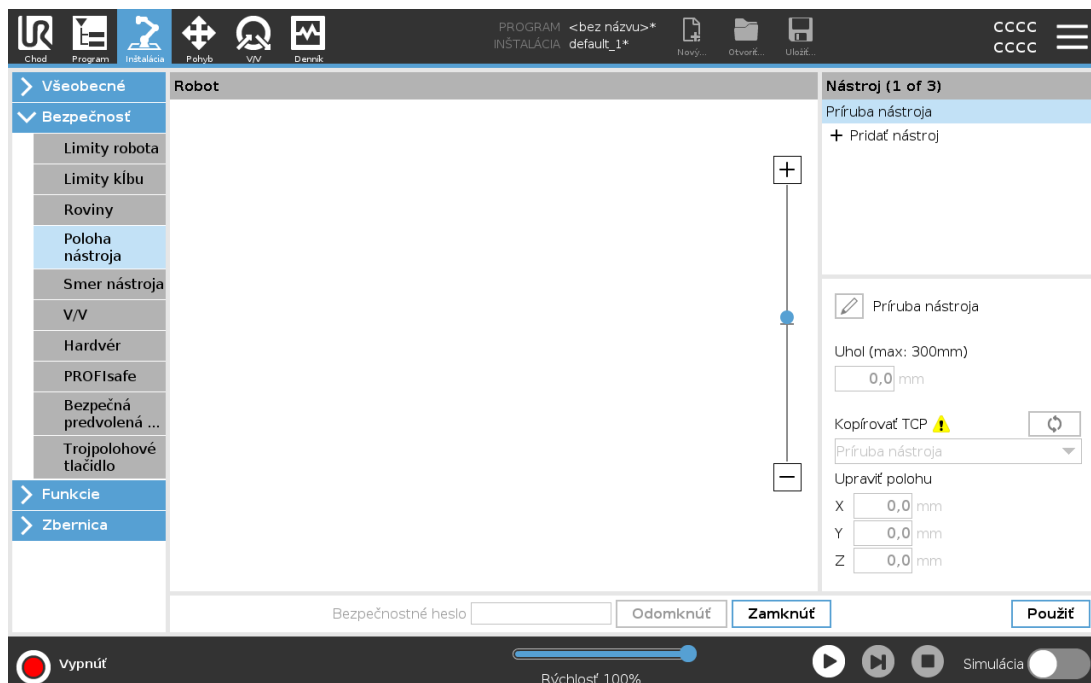 PROGRAM <bez názvu>*
INŠTALÁCIA default_1*
CCCC
CCCC
Chod Program Inštalácia Pohyb V/V Denník Nový... Otvoriť... Uložiť...
Všeobecné
Bezpečnosť
Limity robota
Limity kĺbu
Roviny
Poloha
nástroja
Smer nástroja
V/V
Hardvér
PROFIsafe
Bezpečná
predvolená ...
Trojpolohové
tlačidlo
Funkcie
Zbernica
Robot
Nástroj (1 of 3)
Príruba nástroja
+ Pridať nástroj
Príruba nástroja
Uhol (max: 300mm)
0,0 mm
Kopírovať TCP
Príruba nástroja
Upraviť polohu
X 0,0 mm
Y 0,0 mm
Z 0,0 mm
Bezpečnostné heslo Odomknúť Zamknúť Použiť
Vypnúť
Rýchlosť 100%
Simulácia